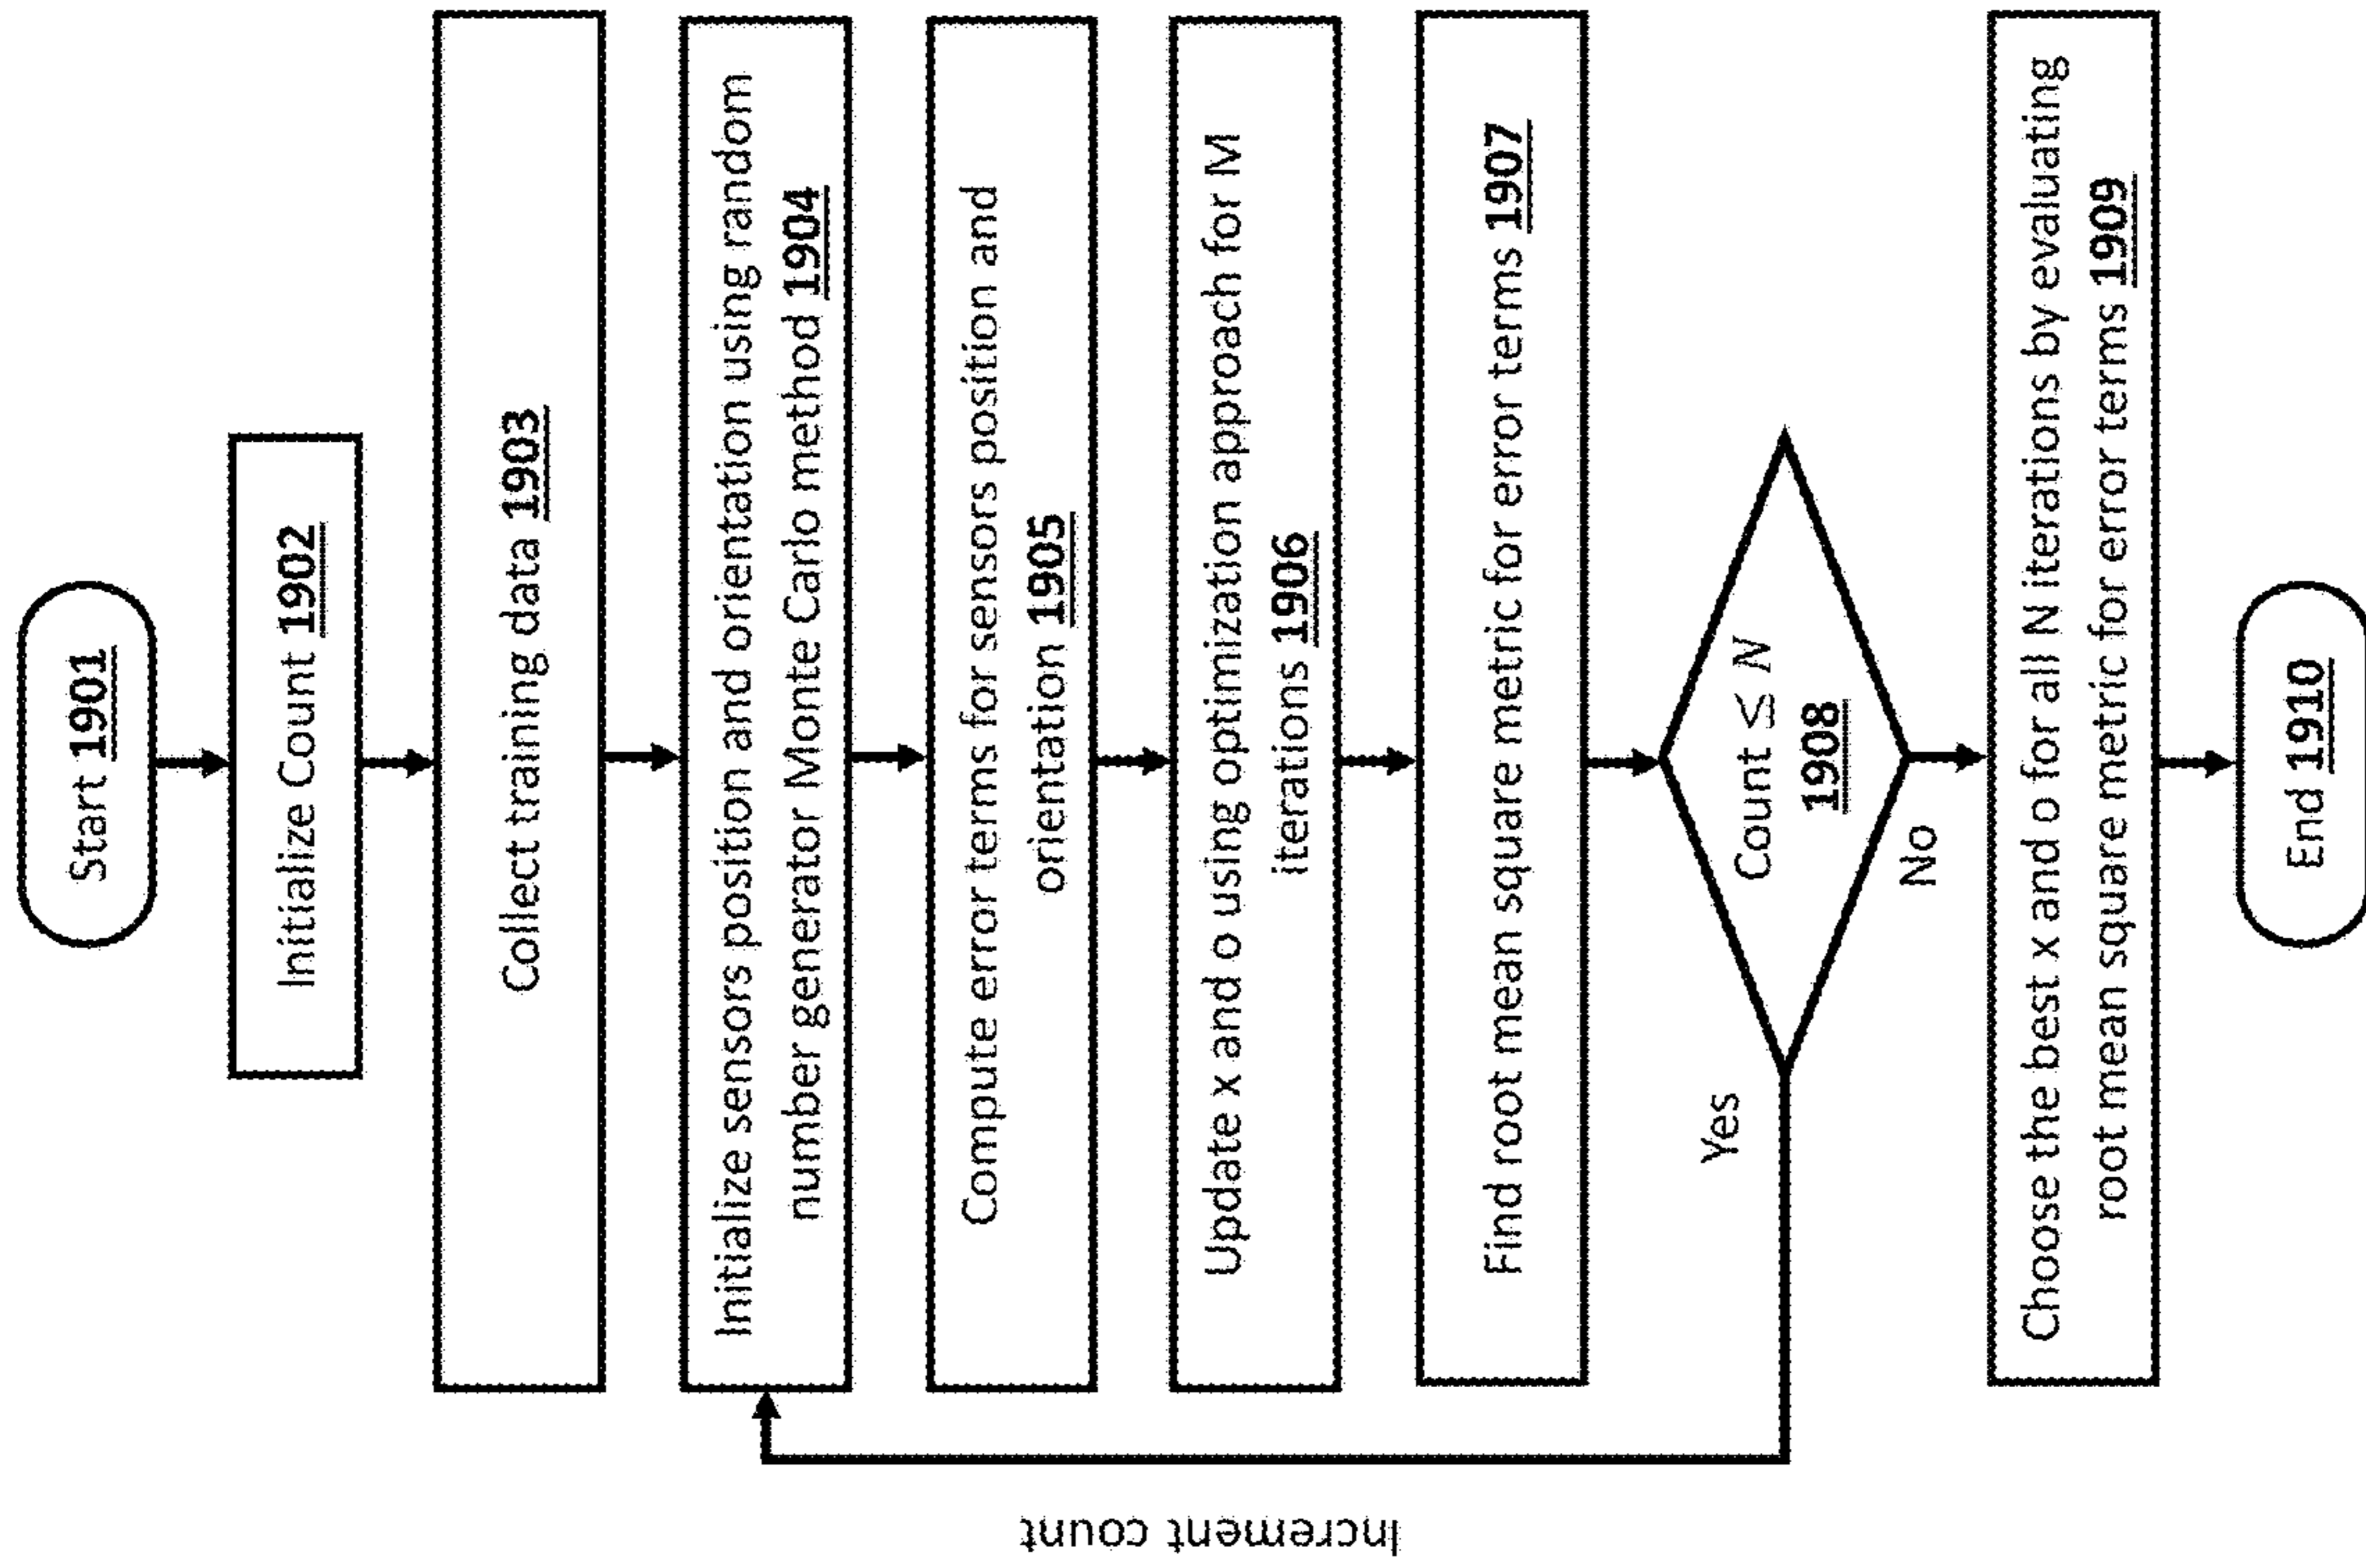 Start 1901
Initialize Count 1902
Collect training data 1903
Initialize sensors position and orientation using random
number generator Monte Carlo method 1904
Compute error terms for sensors position and
orientation 1905
Update x and o using optimization approach for M
iterations 1906
Find root mean square metric for error terms 1907
Count ≤ N
1908
Yes
No
Increment count
Choose the best x and o for all N iterations by evaluating
root mean square metric for error terms 1909
End 1910